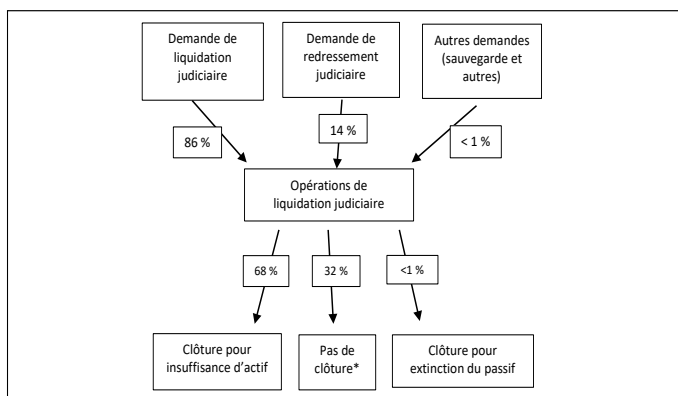 Demande de
liquidation
judiciaire
Demande de
redressement
judiciaire
Autres demandes
(sauvegarde et
autres)
86 %
14 %
< 1 %
Opérations de
liquidation judiciaire
68 %
32 %
<1 %
Clôture pour
insuffisance d'actif
Pas de
clôture*
Clôture pour
extinction du passif